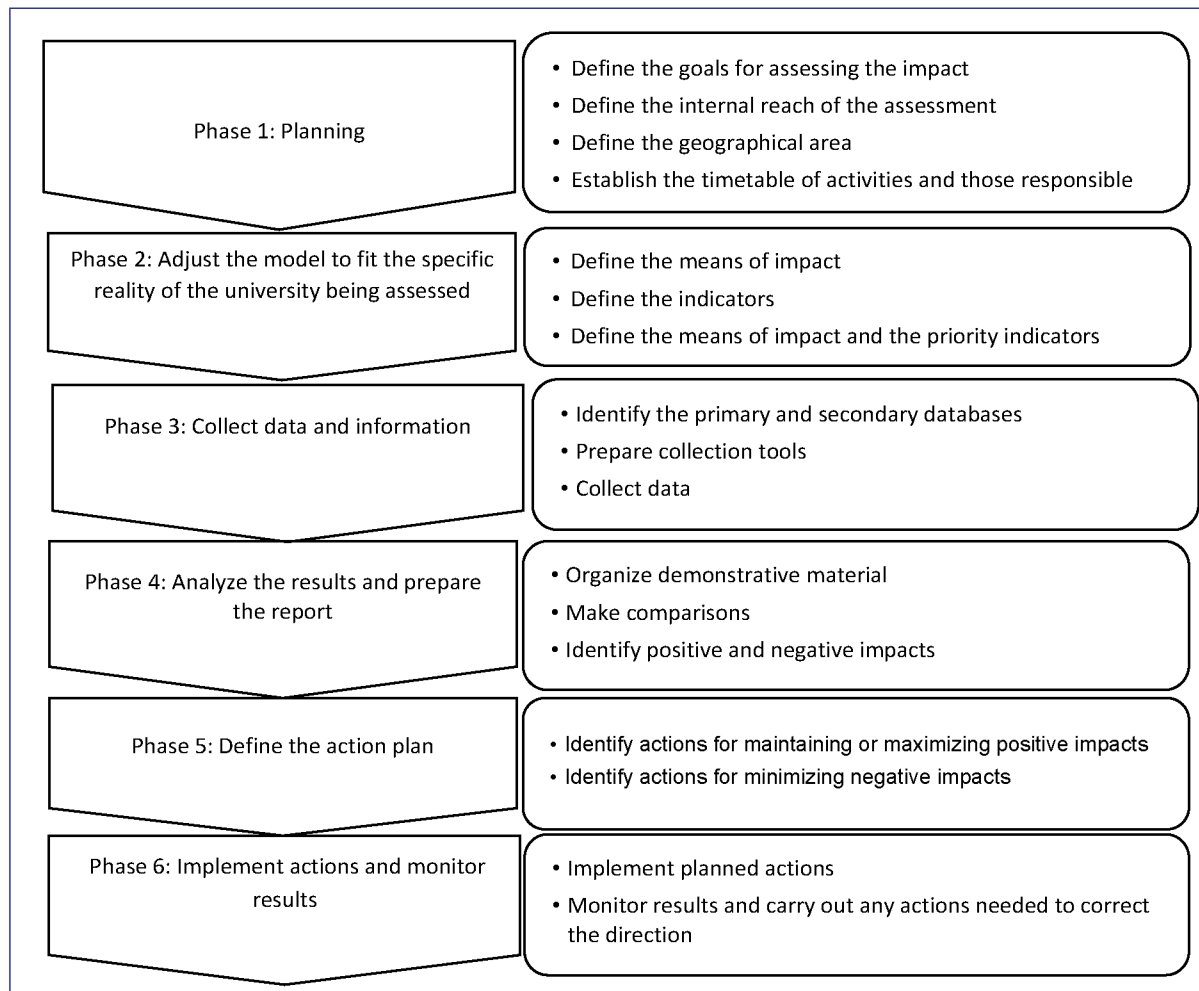 Phase 1: Planning
• Define the goals for assessing the impact
• Define the internal reach of the assessment
• Define the geographical area
• Establish the timetable of activities and those responsible
Phase 2: Adjust the model to fit the specific
reality of the university being assessed
• Define the means of impact
• Define the indicators
• Define the means of impact and the priority indicators
Phase 3: Collect data and information
• Identify the primary and secondary databases
• Prepare collection tools
• Collect data
Phase 4: Analyze the results and prepare
the report
• Organize demonstrative material
• Make comparisons
• Identify positive and negative impacts
Phase 5: Define the action plan
• Identify actions for maintaining or maximizing positive impacts
• Identify actions for minimizing negative impacts
Phase 6: Implement actions and monitor
results
• Implement planned actions
• Monitor results and carry out any actions needed to correct
the direction